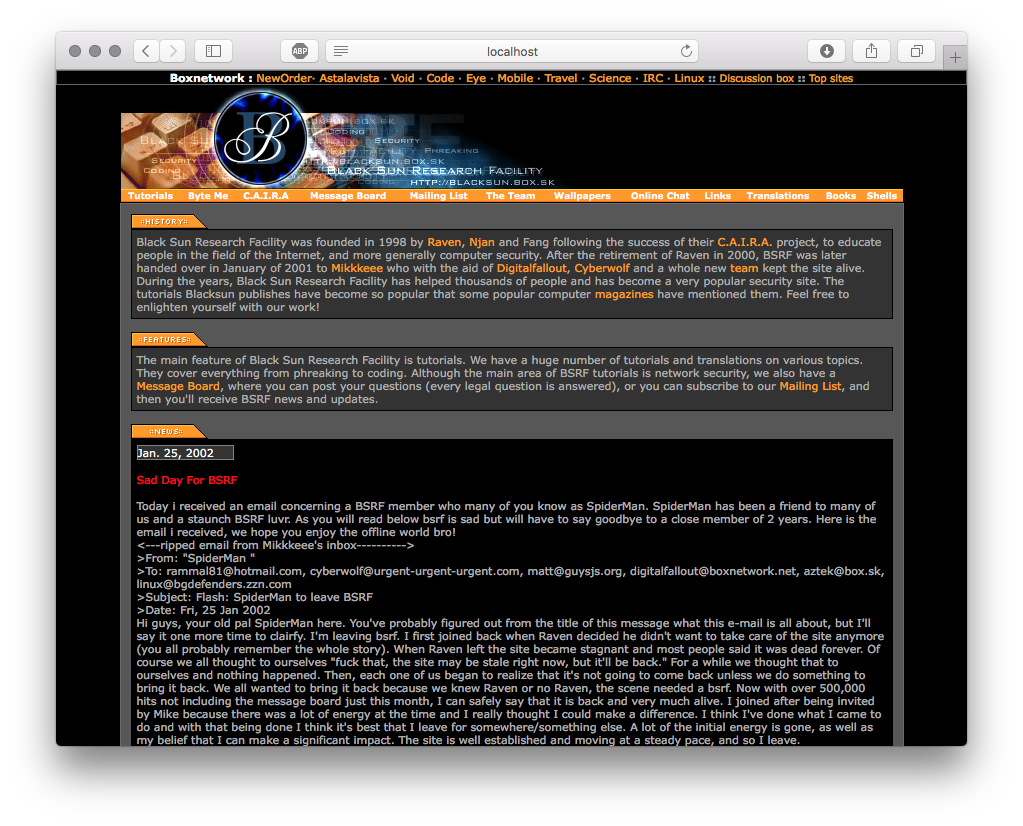 ABP
localhost
Boxnetwork : NewOrder· Astalavista · Void · Code · Eye · Mobile · Travel · Science · IRC · Linux :: Discussion box :: Top sites
Coding
Security
Phreaking
http://blacksun.box.sk
Security
Coding
Black Sun Research Facility
http://blacksun.box.sk
Tutorials Byte Me C.A.I.R.A Message Board Mailing List The Team Wallpapers Online Chat Links Translations Books Shells
::HISTORY::
Black Sun Research Facility was founded in 1998 by Raven, Njan and Fang following the success of their C.A.I.R.A. project, to educate
people in the field of the Internet, and more generally computer security. After the retirement of Raven in 2000, BSRF was later
handed over in January of 2001 to Mikkkeee who with the aid of Digitalfallout, Cyberwolf and a whole new team kept the site alive.
During the years, Black Sun Research Facility has helped thousands of people and has become a very popular security site. The
tutorials Blacksun publishes have become so popular that some popular computer magazines have mentioned them. Feel free to
enlighten yourself with our work!
::FEATURES::
The main feature of Black Sun Research Facility is tutorials. We have a huge number of tutorials and translations on various topics.
They cover everything from phreaking to coding. Although the main area of BSRF tutorials is network security, we also have a
Message Board, where you can post your questions (every legal question is answered), or you can subscribe to our Mailing List, and
then you'll receive BSRF news and updates.
::NEWS::
Jan. 25, 2002
Sad Day For BSRF
Today i received an email concerning a BSRF member who many of you know as SpiderMan. SpiderMan has been a friend to many of
us and a staunch BSRF luvr. As you will read below bsrf is sad but will have to say goodbye to a close member of 2 years. Here is the
email i received, we hope you enjoy the offline world bro!
<---ripped email from Mikkkeee's inbox---------->
>From: "SpiderMan "
>To: rammal81@hotmail.com, cyberwolf@urgent-urgent-urgent.com, matt@guysjs.org, digitalfallout@boxnetwork.net, aztek@box.sk,
linux@bgdefenders.zzn.com
>Subject: Flash: SpiderMan to leave BSRF
>Date: Fri, 25 Jan 2002
Hi guys, your old pal SpiderMan here. You've probably figured out from the title of this message what this e-mail is all about, but I'll
say it one more time to clairfy. I'm leaving bsrf. I first joined back when Raven decided he didn't want to take care of the site anymore
(you all probably remember the whole story). When Raven left the site became stagnant and most people said it was dead forever. Of
course we all thought to ourselves "fuck that, the site may be stale right now, but it'll be back." For a while we thought that to
ourselves and nothing happened. Then, each one of us began to realize that it's not going to come back unless we do something to
bring it back. We all wanted to bring it back because we knew Raven or no Raven, the scene needed a bsrf. Now with over 500,000
hits not including the message board just this month, I can safely say that it is back and very much alive. I joined after being invited
by Mike because there was a lot of energy at the time and I really thought I could make a difference. I think I've done what I came to
do and with that being done I think it's best that I leave for somewhere/something else. A lot of the initial energy is gone, as well as
my belief that I can make a significant impact. The site is well established and moving at a steady pace, and so I leave.